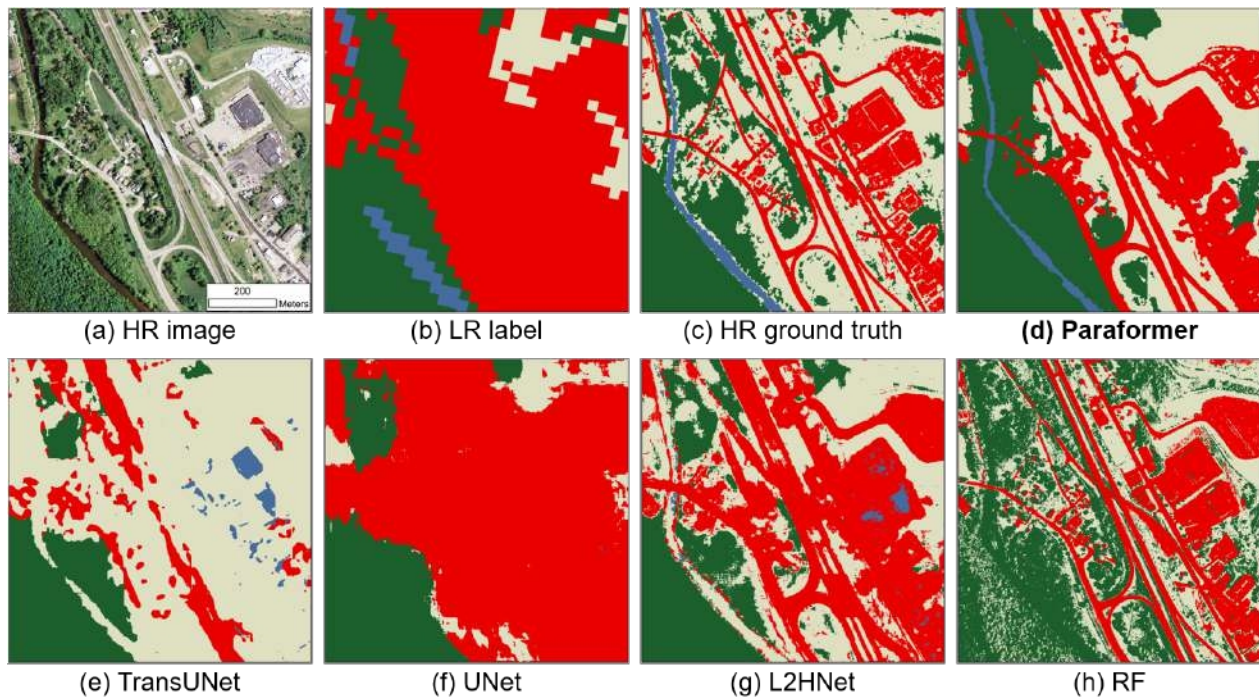 200
Meters
(a) HR image
(b) LR label
(c) HR ground truth
(d) Paraformer
(e) TransUNet
(f) UNet
(g) L2HNet
(h) RF